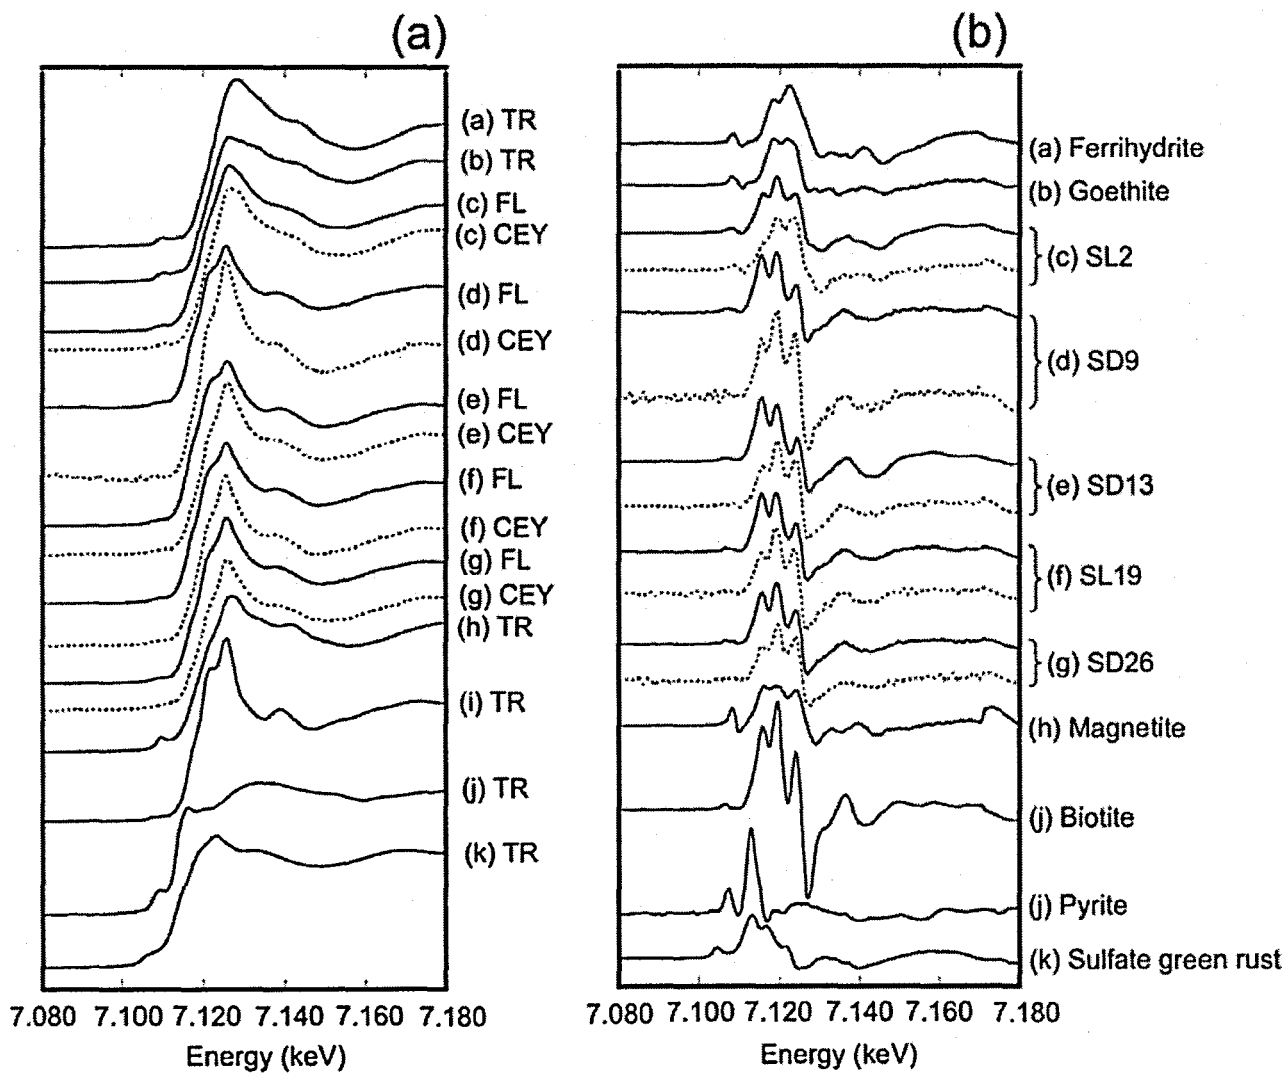 (a)
(a) TR
(b) TR
(c) FL
(c) CEY
(d) FL
(d) CEY
(e) FL
(e) CEY
(f) FL
(f) CEY
(g) FL
(g) CEY
(h) TR
(i) TR
(j) TR
(k) TR
7.080 7.100 7.120 7.140 7.160 7.180
Energy (keV)
(b)
(a) Ferrihydrite
(b) Goethite
(c) SL2
(d) SD9
(e) SD13
(f) SL19
(g) SD26
(h) Magnetite
(j) Biotite
(j) Pyrite
(k) Sulfate green rust
7.080 7.100 7.120 7.140 7.160 7.180
Energy (keV)